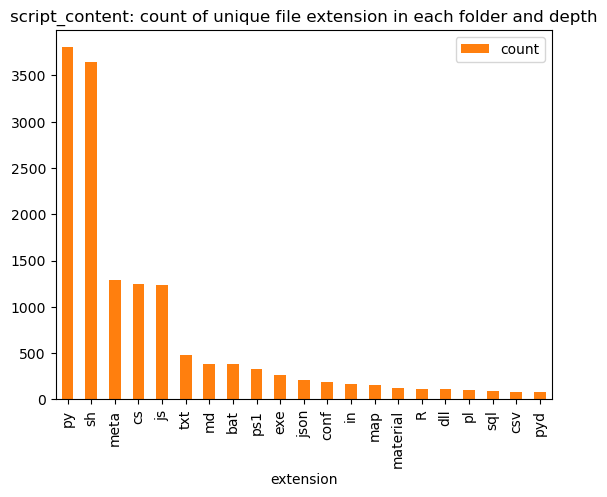 script_content: count of unique file extension in each folder and depth
count
3500
3000
2500
2000
1500
1000
500
0
py
sh
meta
cs
js
txt
md
bat
ps1
exe
json
conf
in
map
material
R
dll
pl
sql
csv
pyd
extension